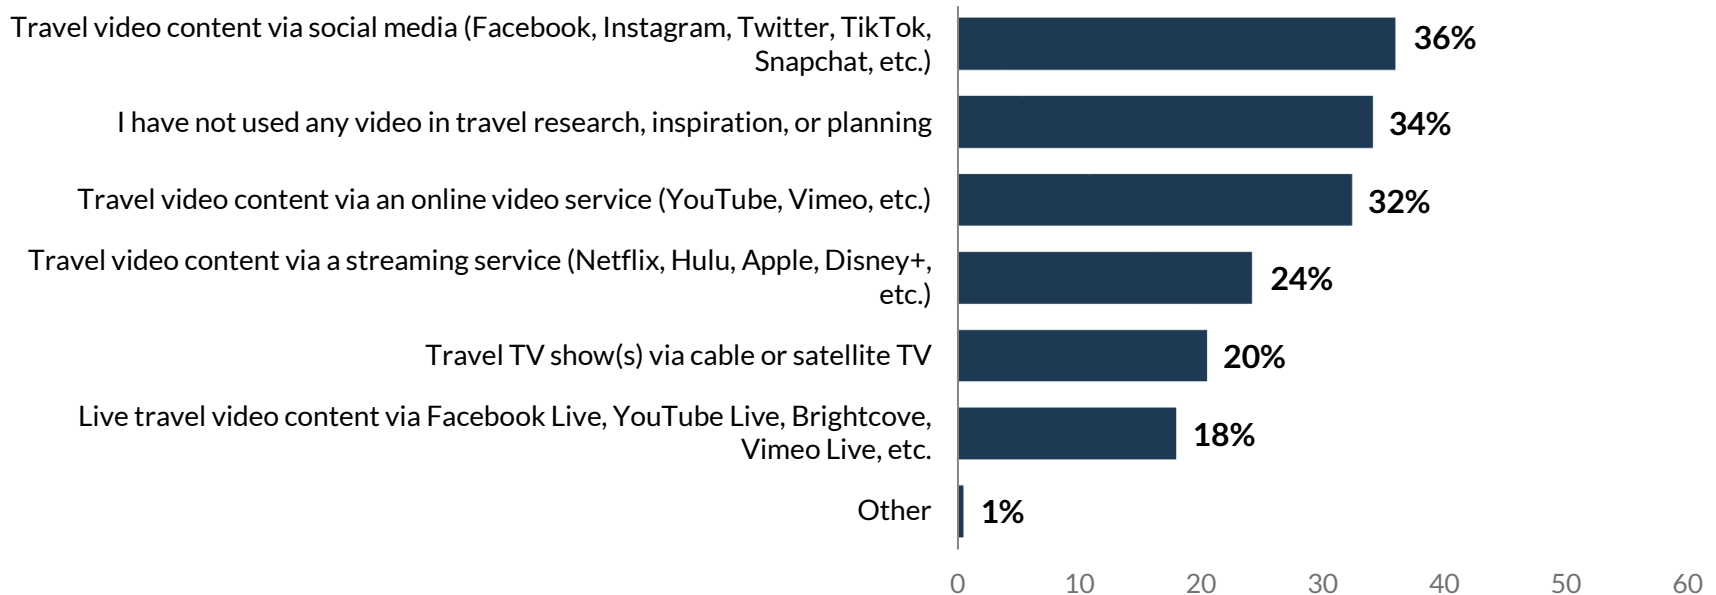 Travel video content via social media (Facebook, Instagram, Twitter, TikTok,
Snapchat, etc.)
36%
I have not used any video in travel research, inspiration, or planning
34%
Travel video content via an online video service (YouTube, Vimeo, etc.)
32%
Travel video content via a streaming service (Netflix, Hulu, Apple, Disney+,
etc.)
24%
Travel TV show(s) via cable or satellite TV
20%
Live travel video content via Facebook Live, YouTube Live, Brightcove,
Vimeo Live, etc.
18%
Other
1%
0 10 20 30 40 50 60